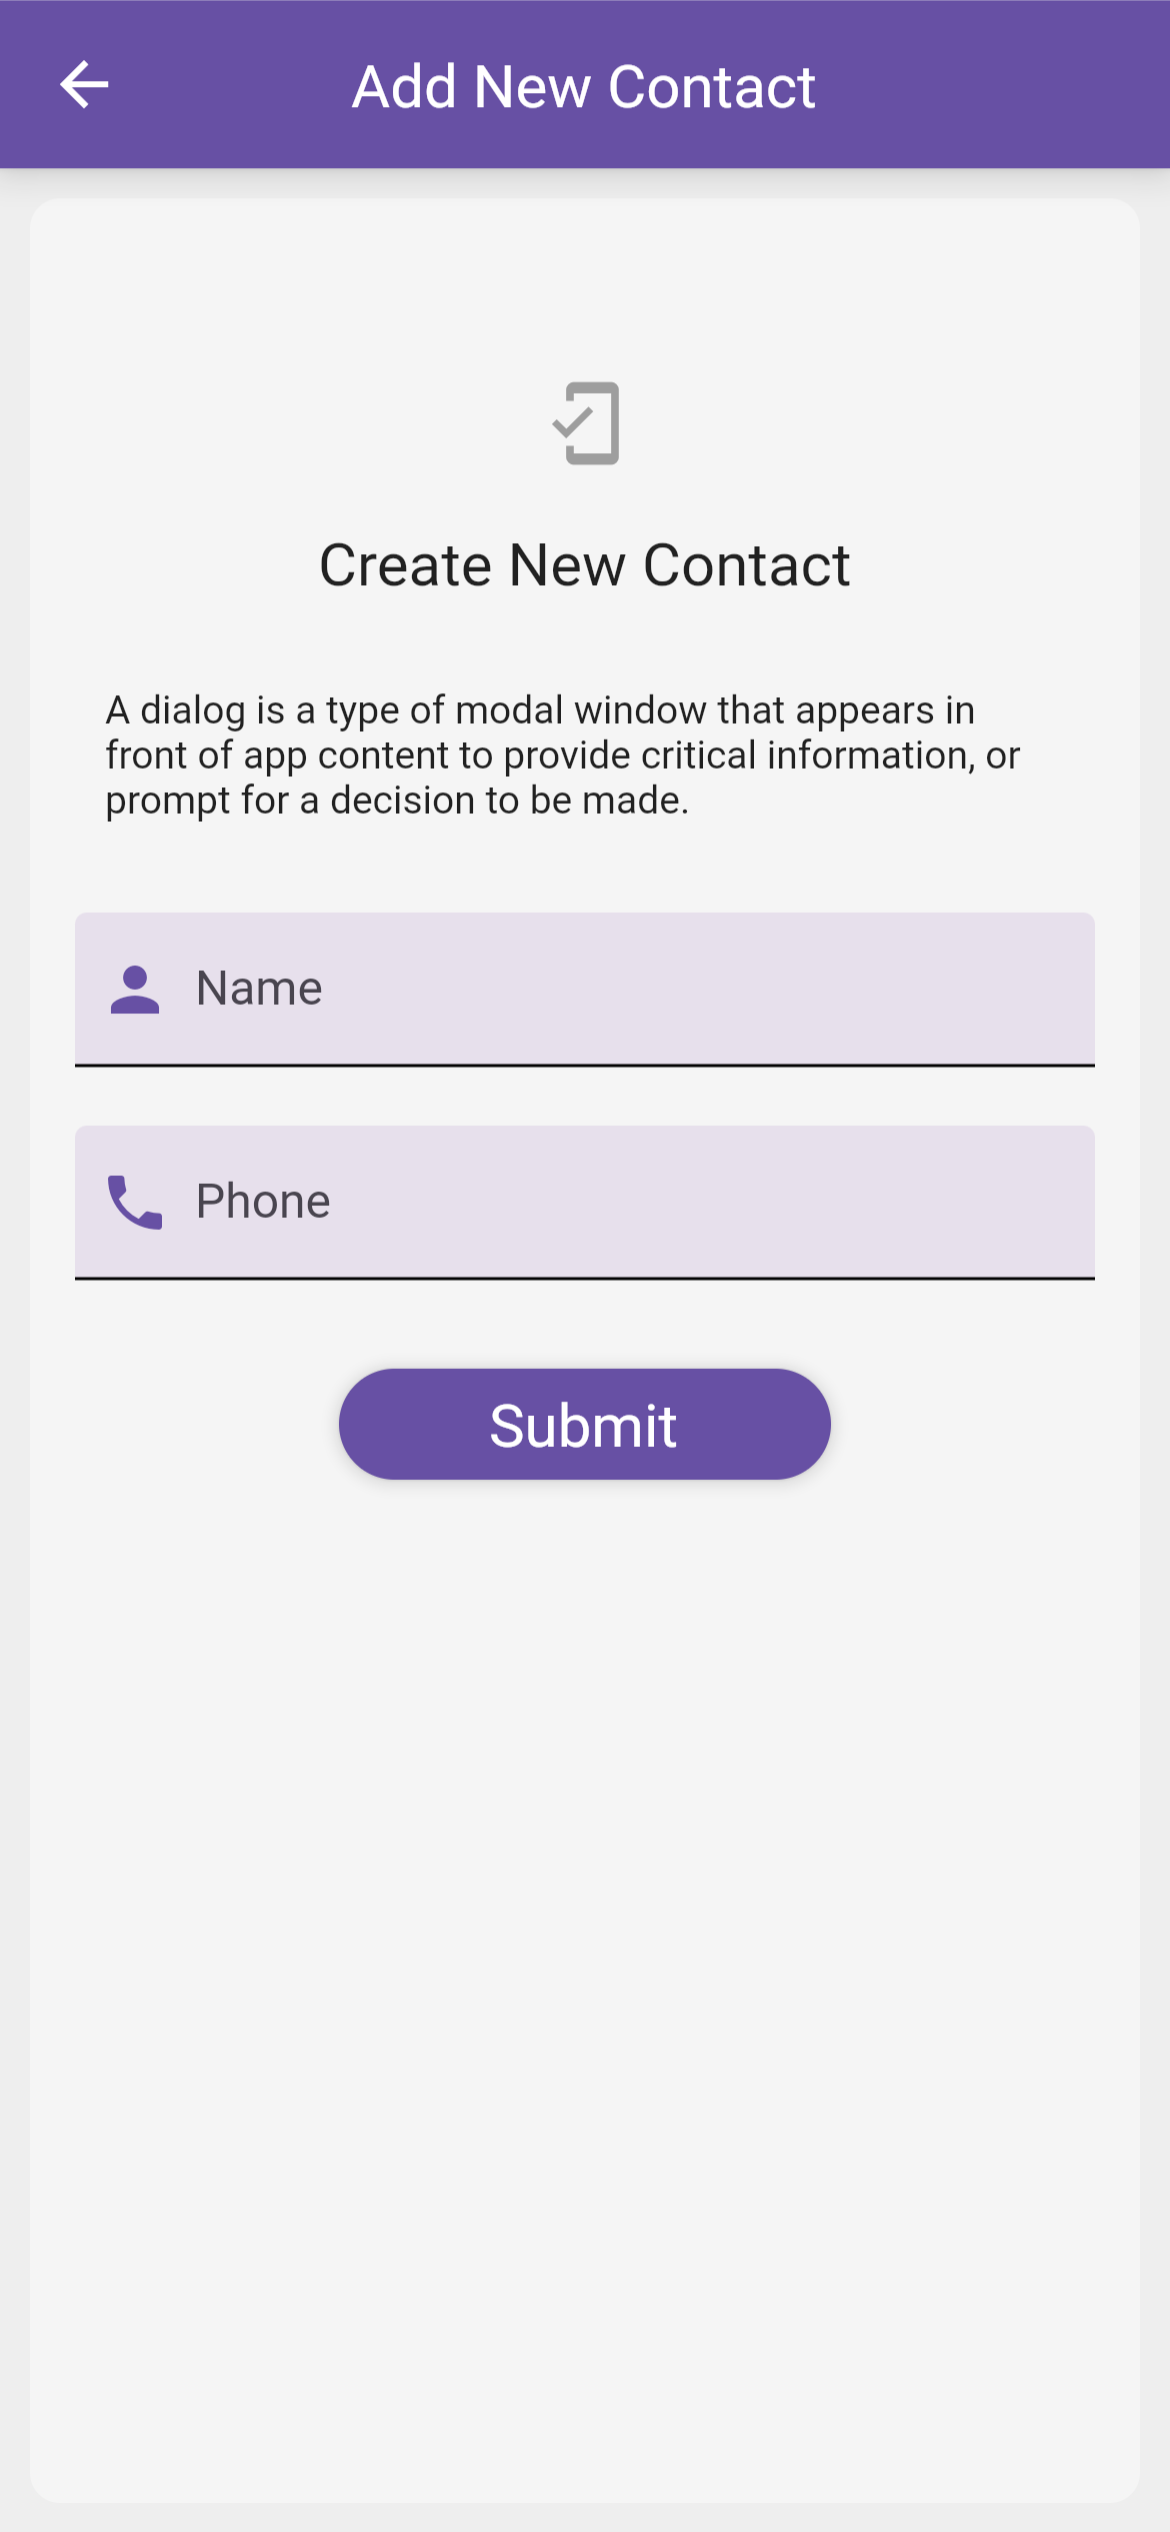 Add New Contact
Create New Contact
A dialog is a type of modal window that appears in
front of app content to provide critical information, or
prompt for a decision to be made.
Name
Phone
Submit